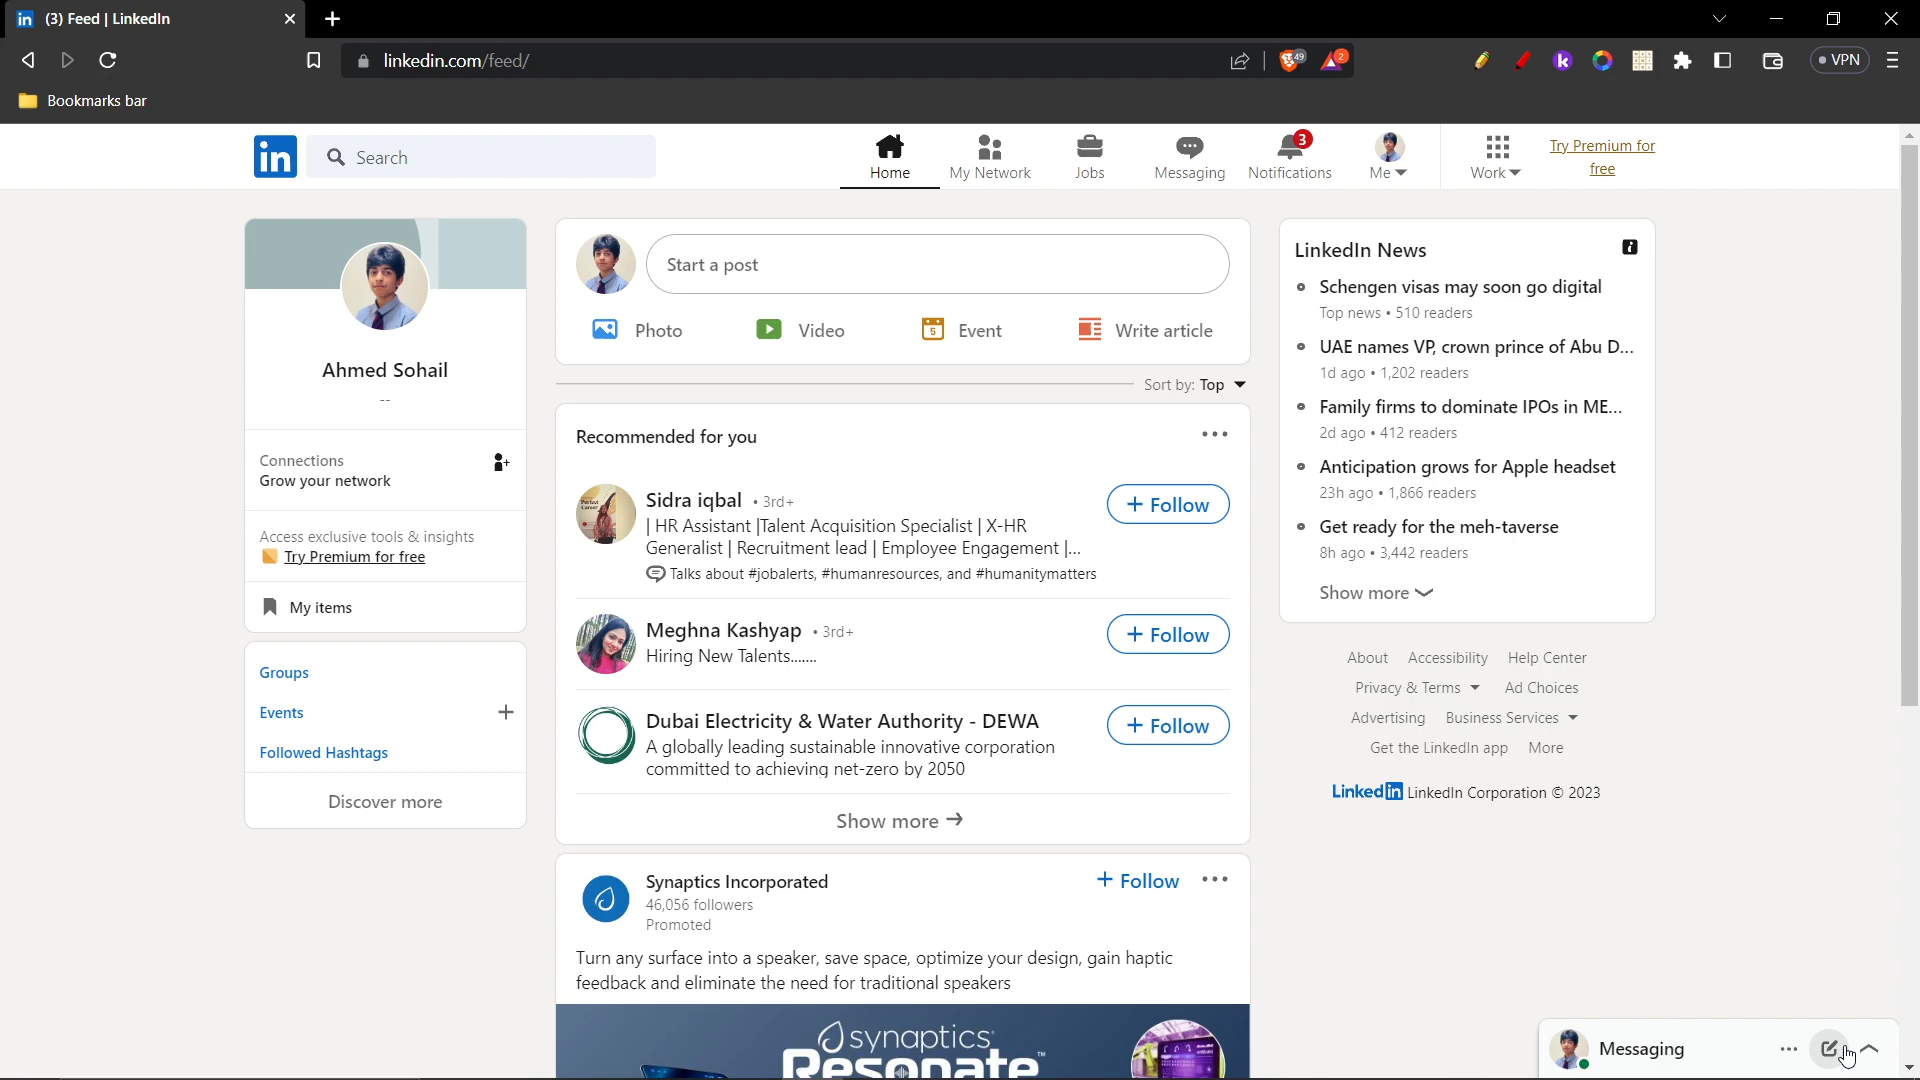 (3) Feed | LinkedIn
linkedin.com/feed/
49
2
VPN
Bookmarks bar
in
Search
Home
My Network
Jobs
Messaging
3
Notifications
Me
Work
Try Premium for
free
Ahmed Sohail
--
Connections
Grow your network
Access exclusive tools & insights
Try Premium for free
My items
Groups
Events
Followed Hashtags
Discover more
Start a post
Photo
Video
5
Event
Write article
Sort by: Top
Recommended for you
Sidra iqbal • 3rd+
| HR Assistant |Talent Acquisition Specialist | X-HR
Generalist | Recruitment lead | Employee Engagement |...
Talks about #jobalerts, #humanresources, and #humanitymatters
+ Follow
Meghna Kashyap • 3rd+
Hiring New Talents.......
+ Follow
Dubai Electricity & Water Authority - DEWA
A globally leading sustainable innovative corporation
committed to achieving net-zero by 2050
+ Follow
Show more →
Synaptics Incorporated
46,056 followers
Promoted
+ Follow
Turn any surface into a speaker, save space, optimize your design, gain haptic
feedback and eliminate the need for traditional speakers
synaptics
Resonate™
LinkedIn News
Schengen visas may soon go digital
Top news • 510 readers
UAE names VP, crown prince of Abu D...
1d ago • 1,202 readers
Family firms to dominate IPOs in ME...
2d ago • 412 readers
Anticipation grows for Apple headset
23h ago • 1,866 readers
Get ready for the meh-taverse
8h ago • 3,442 readers
Show more
About Accessibility Help Center
Privacy & Terms Ad Choices
Advertising Business Services
Get the LinkedIn app More
LinkedIn LinkedIn Corporation © 2023
Messaging